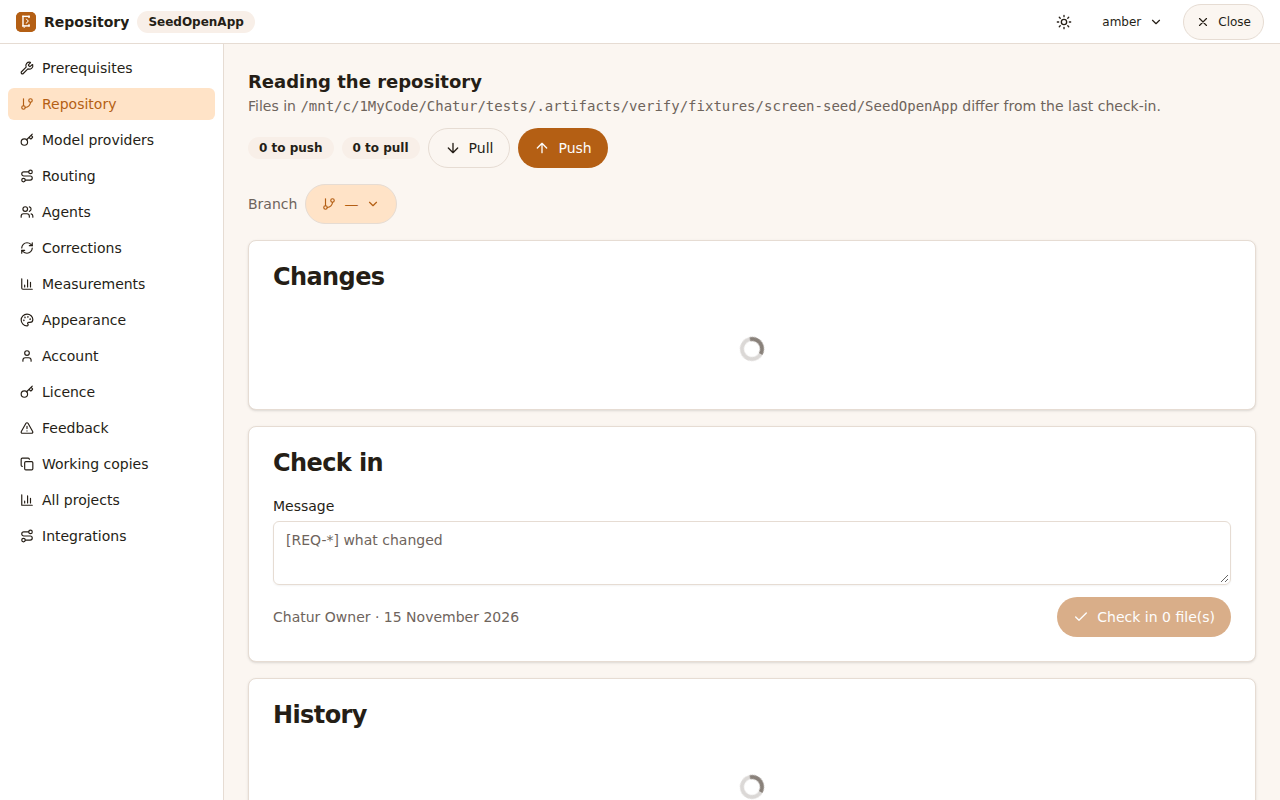 Repository SeedOpenApp
amber
Close
Prerequisites
Repository
Model providers
Routing
Agents
Corrections
Measurements
Appearance
Account
Licence
Feedback
Working copies
All projects
Integrations
Reading the repository
Files in /mnt/c/1MyCode/Chatur/tests/.artifacts/verify/fixtures/screen-seed/SeedOpenApp differ from the last check-in.
0 to push 0 to pull Pull Push
Branch —
Changes
Check in
Message
[REQ-*] what changed
Chatur Owner · 15 November 2026
Check in 0 file(s)
History